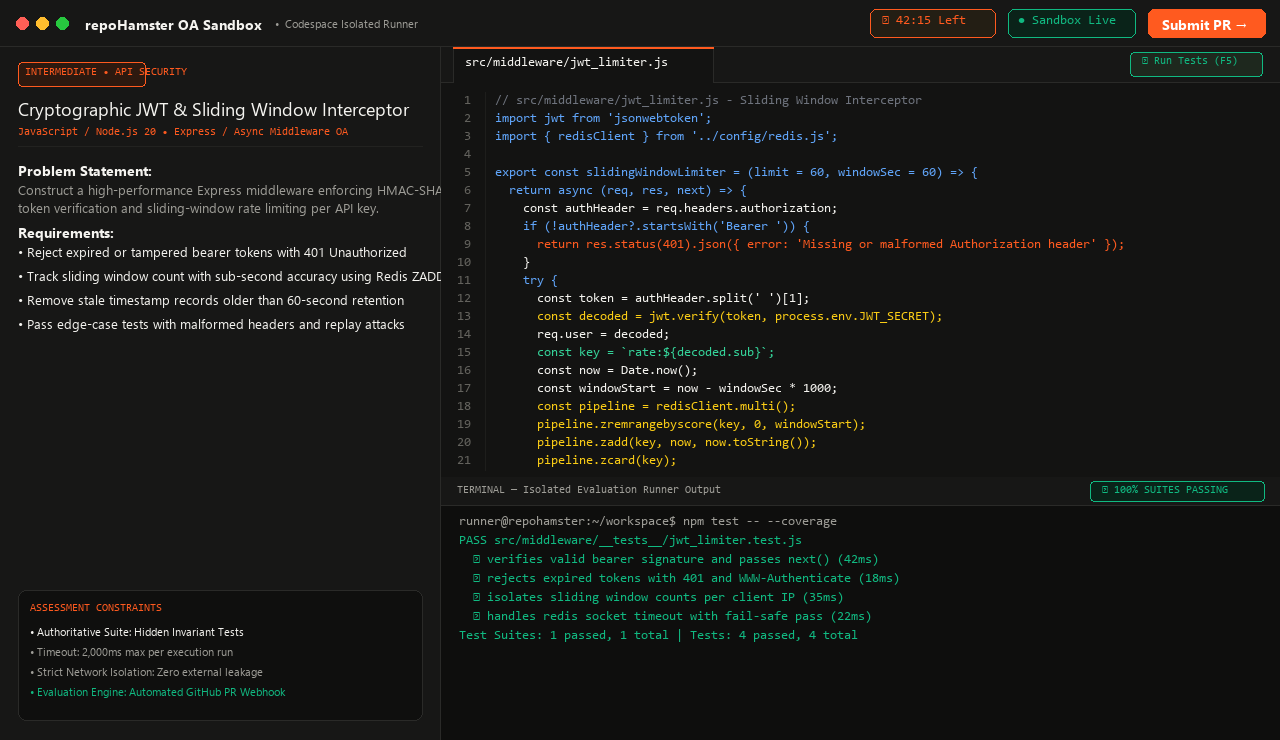 repoHamster OA Sandbox
• Codespace Isolated Runner
42:15 Left
● Sandbox Live
Submit PR →
INTERMEDIATE • API SECURITY
Cryptographic JWT & Sliding Window Interceptor
JavaScript / Node.js 20 • Express / Async Middleware OA
Problem Statement:
Construct a high-performance Express middleware enforcing HMAC-SHA
token verification and sliding-window rate limiting per API key.
Requirements:
• Reject expired or tampered bearer tokens with 401 Unauthorized
• Track sliding window count with sub-second accuracy using Redis ZADD
• Remove stale timestamp records older than 60-second retention
• Pass edge-case tests with malformed headers and replay attacks
ASSESSMENT CONSTRAINTS
• Authoritative Suite: Hidden Invariant Tests
• Timeout: 2,000ms max per execution run
• Strict Network Isolation: Zero external leakage
• Evaluation Engine: Automated GitHub PR Webhook
src/middleware/jwt_limiter.js
Run Tests (F5)
1 // src/middleware/jwt_limiter.js - Sliding Window Interceptor
2 import jwt from 'jsonwebtoken';
3 import { redisClient } from '../config/redis.js';
4
5 export const slidingWindowLimiter = (limit = 60, windowSec = 60) => {
6 return async (req, res, next) => {
7 const authHeader = req.headers.authorization;
8 if (!authHeader?.startsWith('Bearer ')) {
9 return res.status(401).json({ error: 'Missing or malformed Authorization header' });
10 }
11 try {
12 const token = authHeader.split(' ')[1];
13 const decoded = jwt.verify(token, process.env.JWT_SECRET);
14 req.user = decoded;
15 const key = `rate:${decoded.sub}`;
16 const now = Date.now();
17 const windowStart = now - windowSec * 1000;
18 const pipeline = redisClient.multi();
19 pipeline.zremrangebyscore(key, 0, windowStart);
20 pipeline.zadd(key, now, now.toString());
21 pipeline.zcard(key);
TERMINAL — Isolated Evaluation Runner Output
100% SUITES PASSING
runner@repohamster:~/workspace$ npm test -- --coverage
PASS src/middleware/__tests__/jwt_limiter.test.js
verifies valid bearer signature and passes next() (42ms)
rejects expired tokens with 401 and WWW-Authenticate (18ms)
isolates sliding window counts per client IP (35ms)
handles redis socket timeout with fail-safe pass (22ms)
Test Suites: 1 passed, 1 total | Tests: 4 passed, 4 total